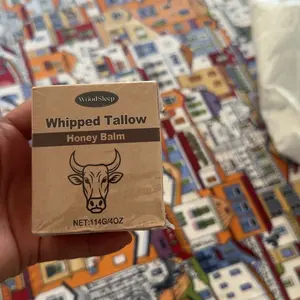 WoodSleep
Whipped Tallow
Honey Balm
NET:114G/4OZ